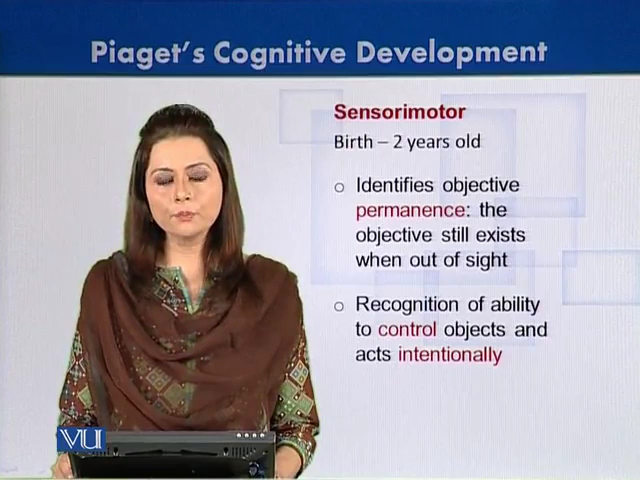 Piaget's Cognitive Development
Sensorimotor
Birth – 2 years old
○ Identifies objective
permanence: the
objective still exists
when out of sight
○ Recognition of ability
to control objects and
acts intentionally
VU